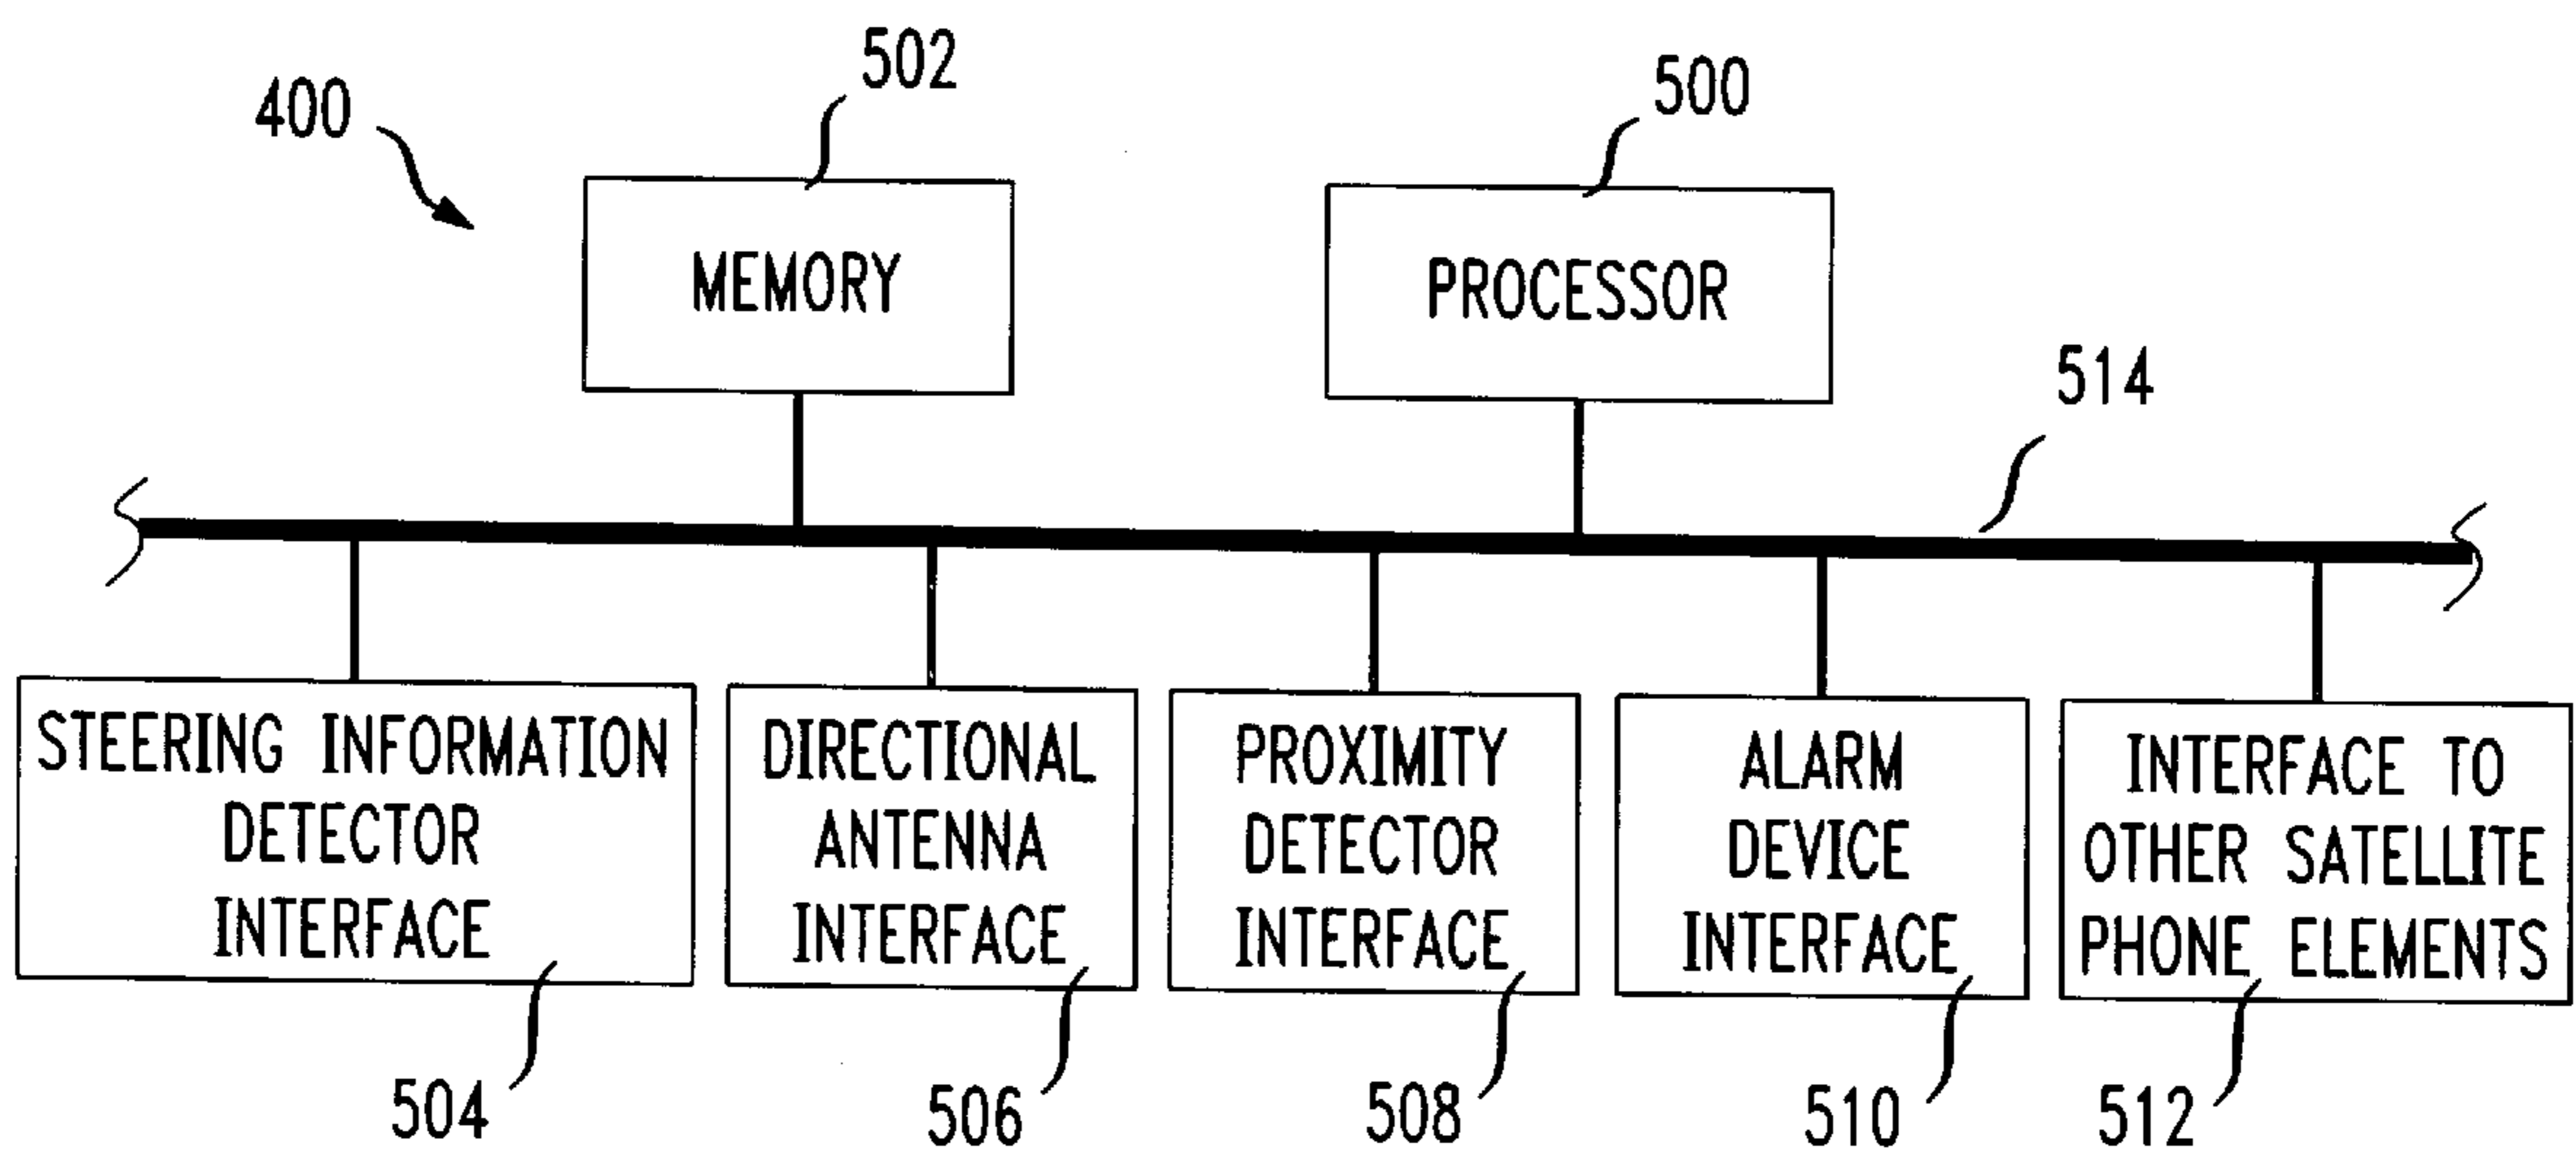 502
500
400
MEMORY
PROCESSOR
514
STEERING INFORMATION
DETECTOR
INTERFACE
DIRECTIONAL
ANTENNA
INTERFACE
PROXIMITY
DETECTOR
INTERFACE
ALARM
DEVICE
INTERFACE
INTERFACE TO
OTHER SATELLITE
PHONE ELEMENTS
504
506
508
510
512